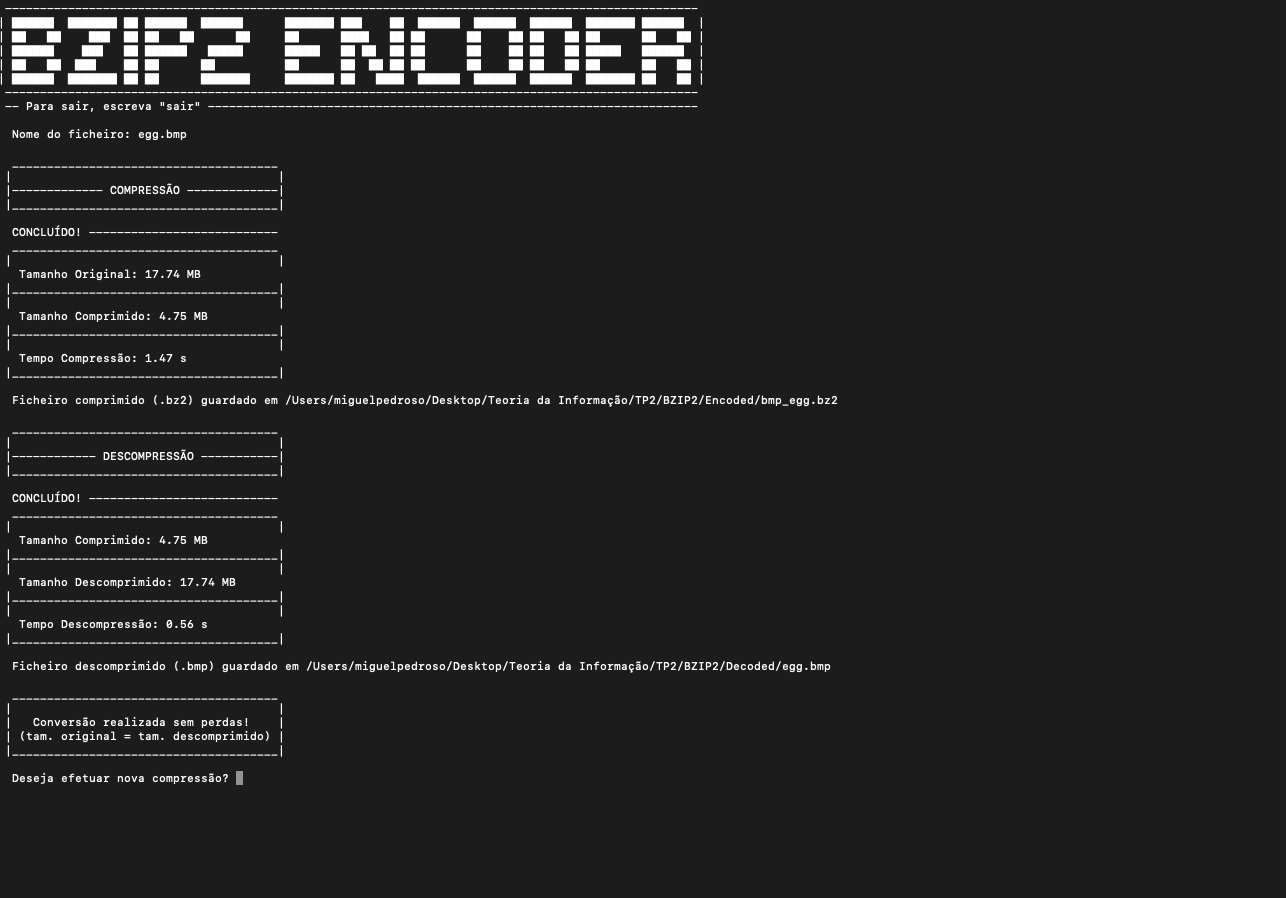 BZIP2 ENCODER
Para sair, escreva "sair"
Nome do ficheiro: egg.bmp
COMPRESSÃO
CONCLUÍDO!
Tamanho Original: 17.74 MB
Tamanho Comprimido: 4.75 MB
Tempo Compressão: 1.47 s
Ficheiro comprimido (.bz2) guardado em /Users/miguelpedroso/Desktop/Teoria da Informação/TP2/BZIP2/Encoded/bmp_egg.bz2
DESCOMPRESSÃO
CONCLUÍDO!
Tamanho Comprimido: 4.75 MB
Tamanho Descomprimido: 17.74 MB
Tempo Descompressão: 0.56 s
Ficheiro descomprimido (.bmp) guardado em /Users/miguelpedroso/Desktop/Teoria da Informação/TP2/BZIP2/Decoded/egg.bmp
Conversão realizada sem perdas!
(tam. original = tam. descomprimido)
Deseja efetuar nova compressão?